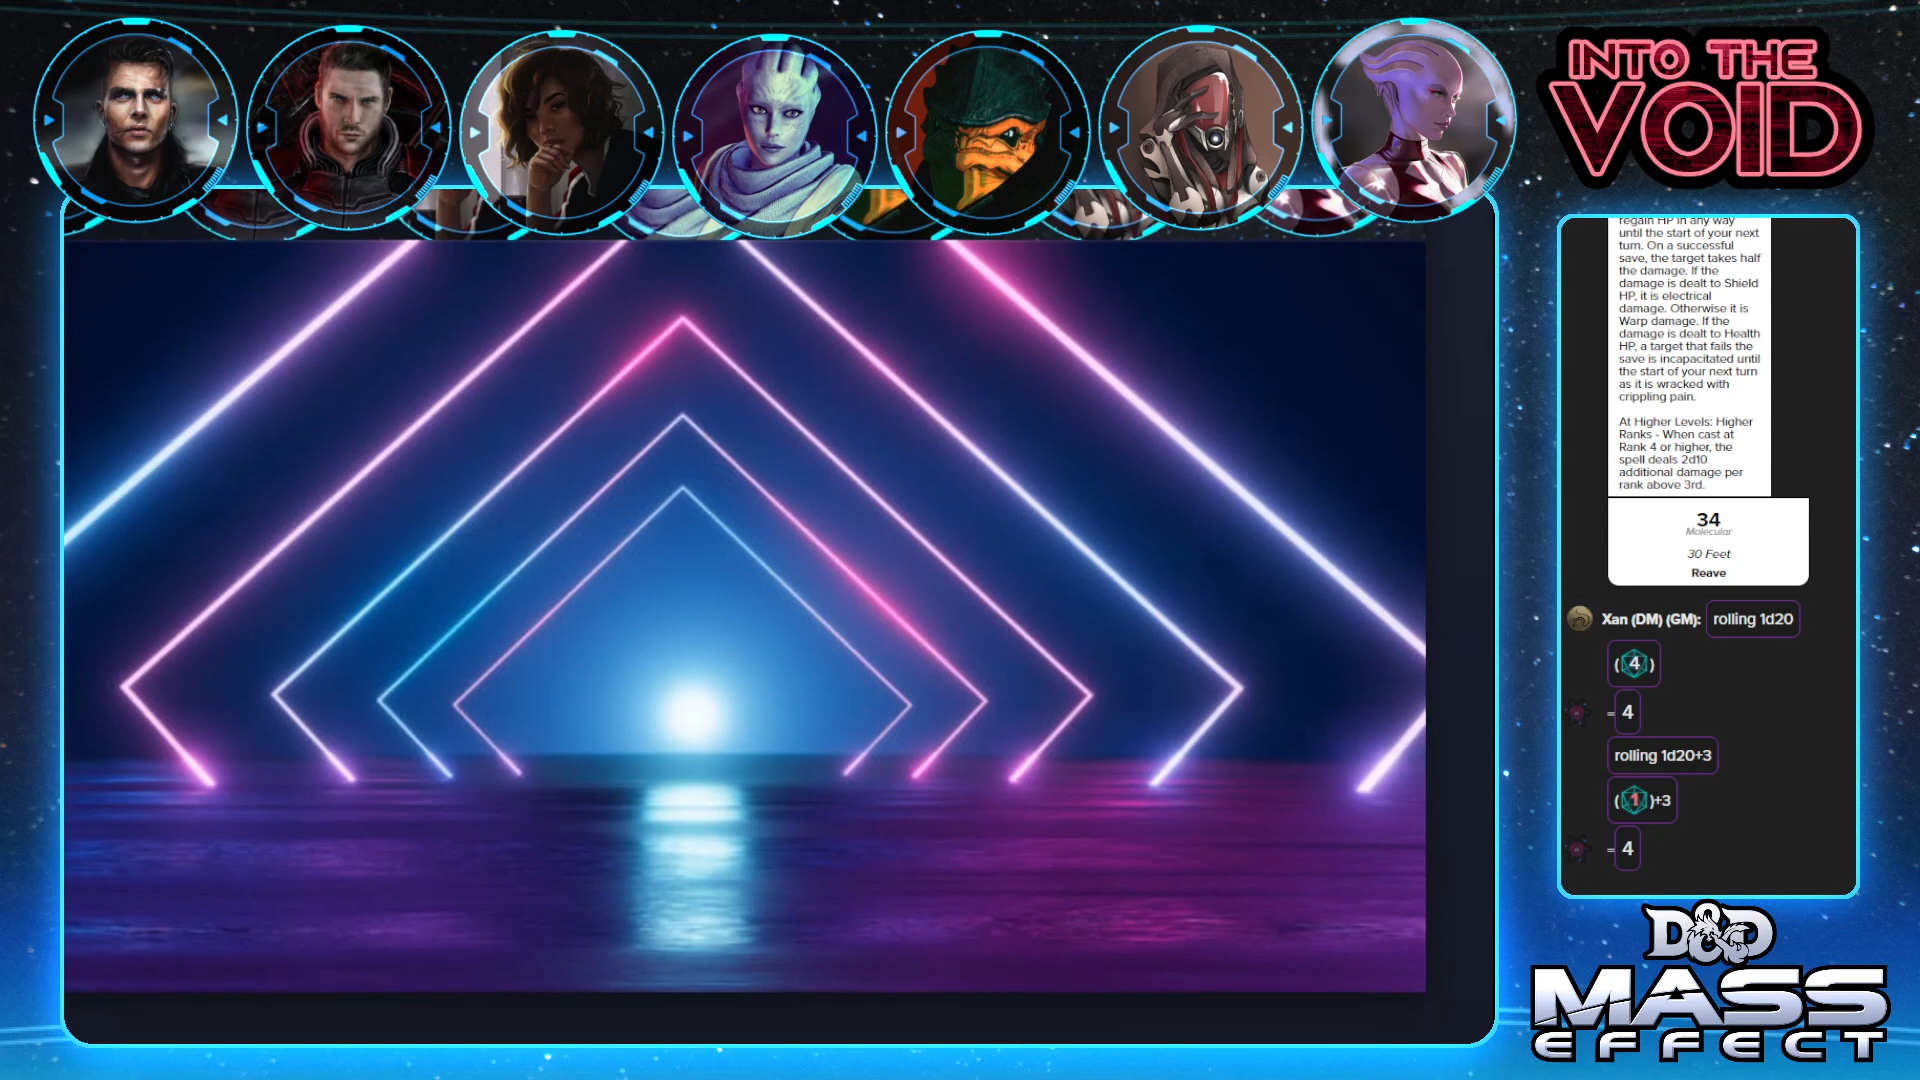 INTO THE
VOID
regain HP in any way
until the start of your next
turn. On a successful
save, the target takes half
the damage. If the
damage is dealt to Shield
HP, it is electrical
damage. Otherwise it is
Warp damage. If the
damage is dealt to Health
HP, a target that fails the
save is incapacitated until
the start of your next turn
as it is wracked with
crippling pain.
At Higher Levels: Higher
Ranks - When cast at
Rank 4 or higher, the
spell deals 2d10
additional damage per
rank above 3rd.
34
Molecular
30 Feet
Reave
Xan (DM) (GM): rolling 1d20
(4)
=4
rolling 1d20+3
(1)+3
=4
D&D
MASS
EFFECT